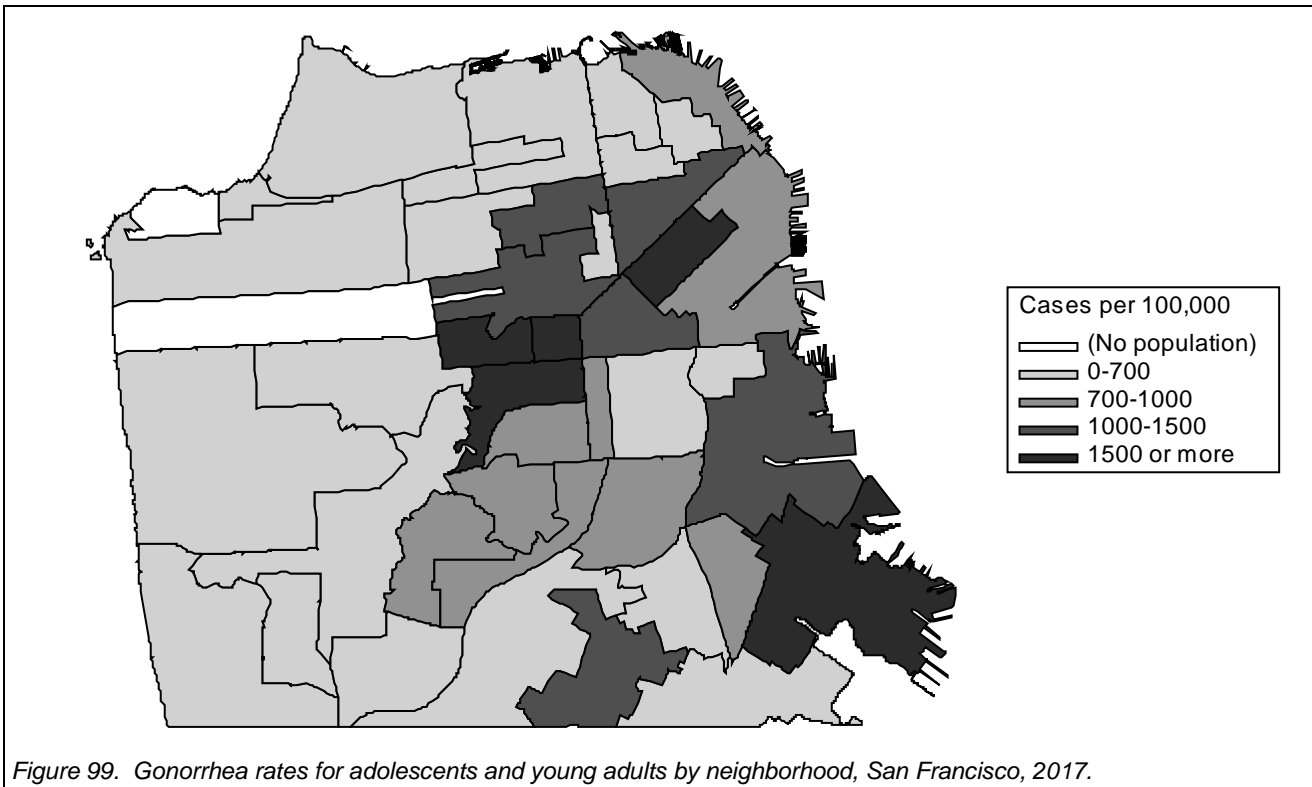 Cases per 100,000
(No population)
0-700
700-1000
1000-1500
1500 or more
Figure 99. Gonorrhea rates for adolescents and young adults by neighborhood, San Francisco, 2017.